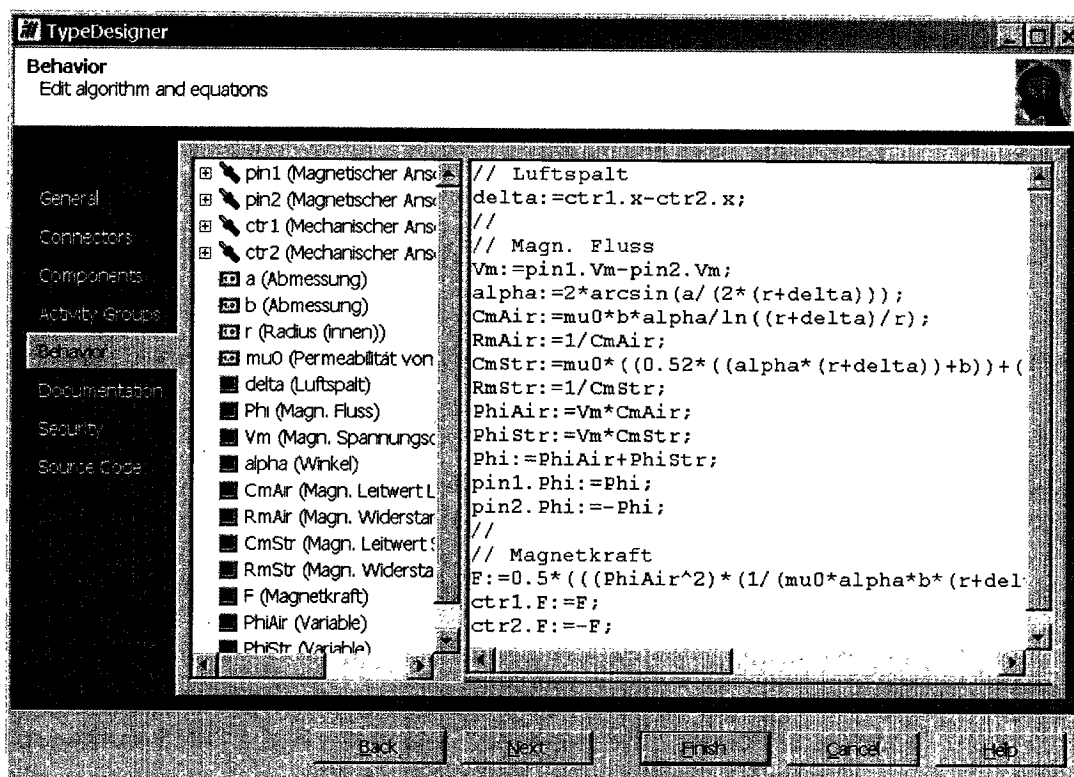 TypeDesigner
Behavior
Edit algorithm and equations
General
Connectors
Components
Activity Groups
Behavior
Documentation
Security
Source Code
pin1 (Magnetischer Ans
pin2 (Magnetischer Ans
ctr1 (Mechanischer Ans
ctr2 (Mechanischer Ans
a (Abmessung)
b (Abmessung)
r (Radius (innen))
mu0 (Permeabilität von
delta (Luftspalt)
Phi (Magn. Fluss)
Vm (Magn. Spannungs
alpha (Winkel)
CmAir (Magn. Leitwert L
RmAir (Magn. Widerstar
CmStr (Magn. Leitwert S
RmStr (Magn. Widersta
F (Magnetkraft)
PhiAir (Variable)
PhiStr (Variable)
// Luftspalt
delta:=ctr1.x-ctr2.x;
//
// Magn. Fluss
Vm:=pin1.Vm-pin2.Vm;
alpha:=2*arcsin(a/(2*(r+delta)));
CmAir:=mu0*b*alpha/ln((r+delta)/r);
RmAir:=1/CmAir;
CmStr:=mu0*((0.52*((alpha*(r+delta))+b))+(
RmStr:=1/CmStr;
PhiAir:=Vm*CmAir;
PhiStr:=Vm*CmStr;
Phi:=PhiAir+PhiStr;
pin1.Phi:=Phi;
pin2.Phi:=-Phi;
//
// Magnetkraft
F:=0.5*(((PhiAir^2)*(1/(mu0*alpha*b*(r+del
ctr1.F:=F;
ctr2.F:=-F;
Back
Next
Finish
Cancel
Help